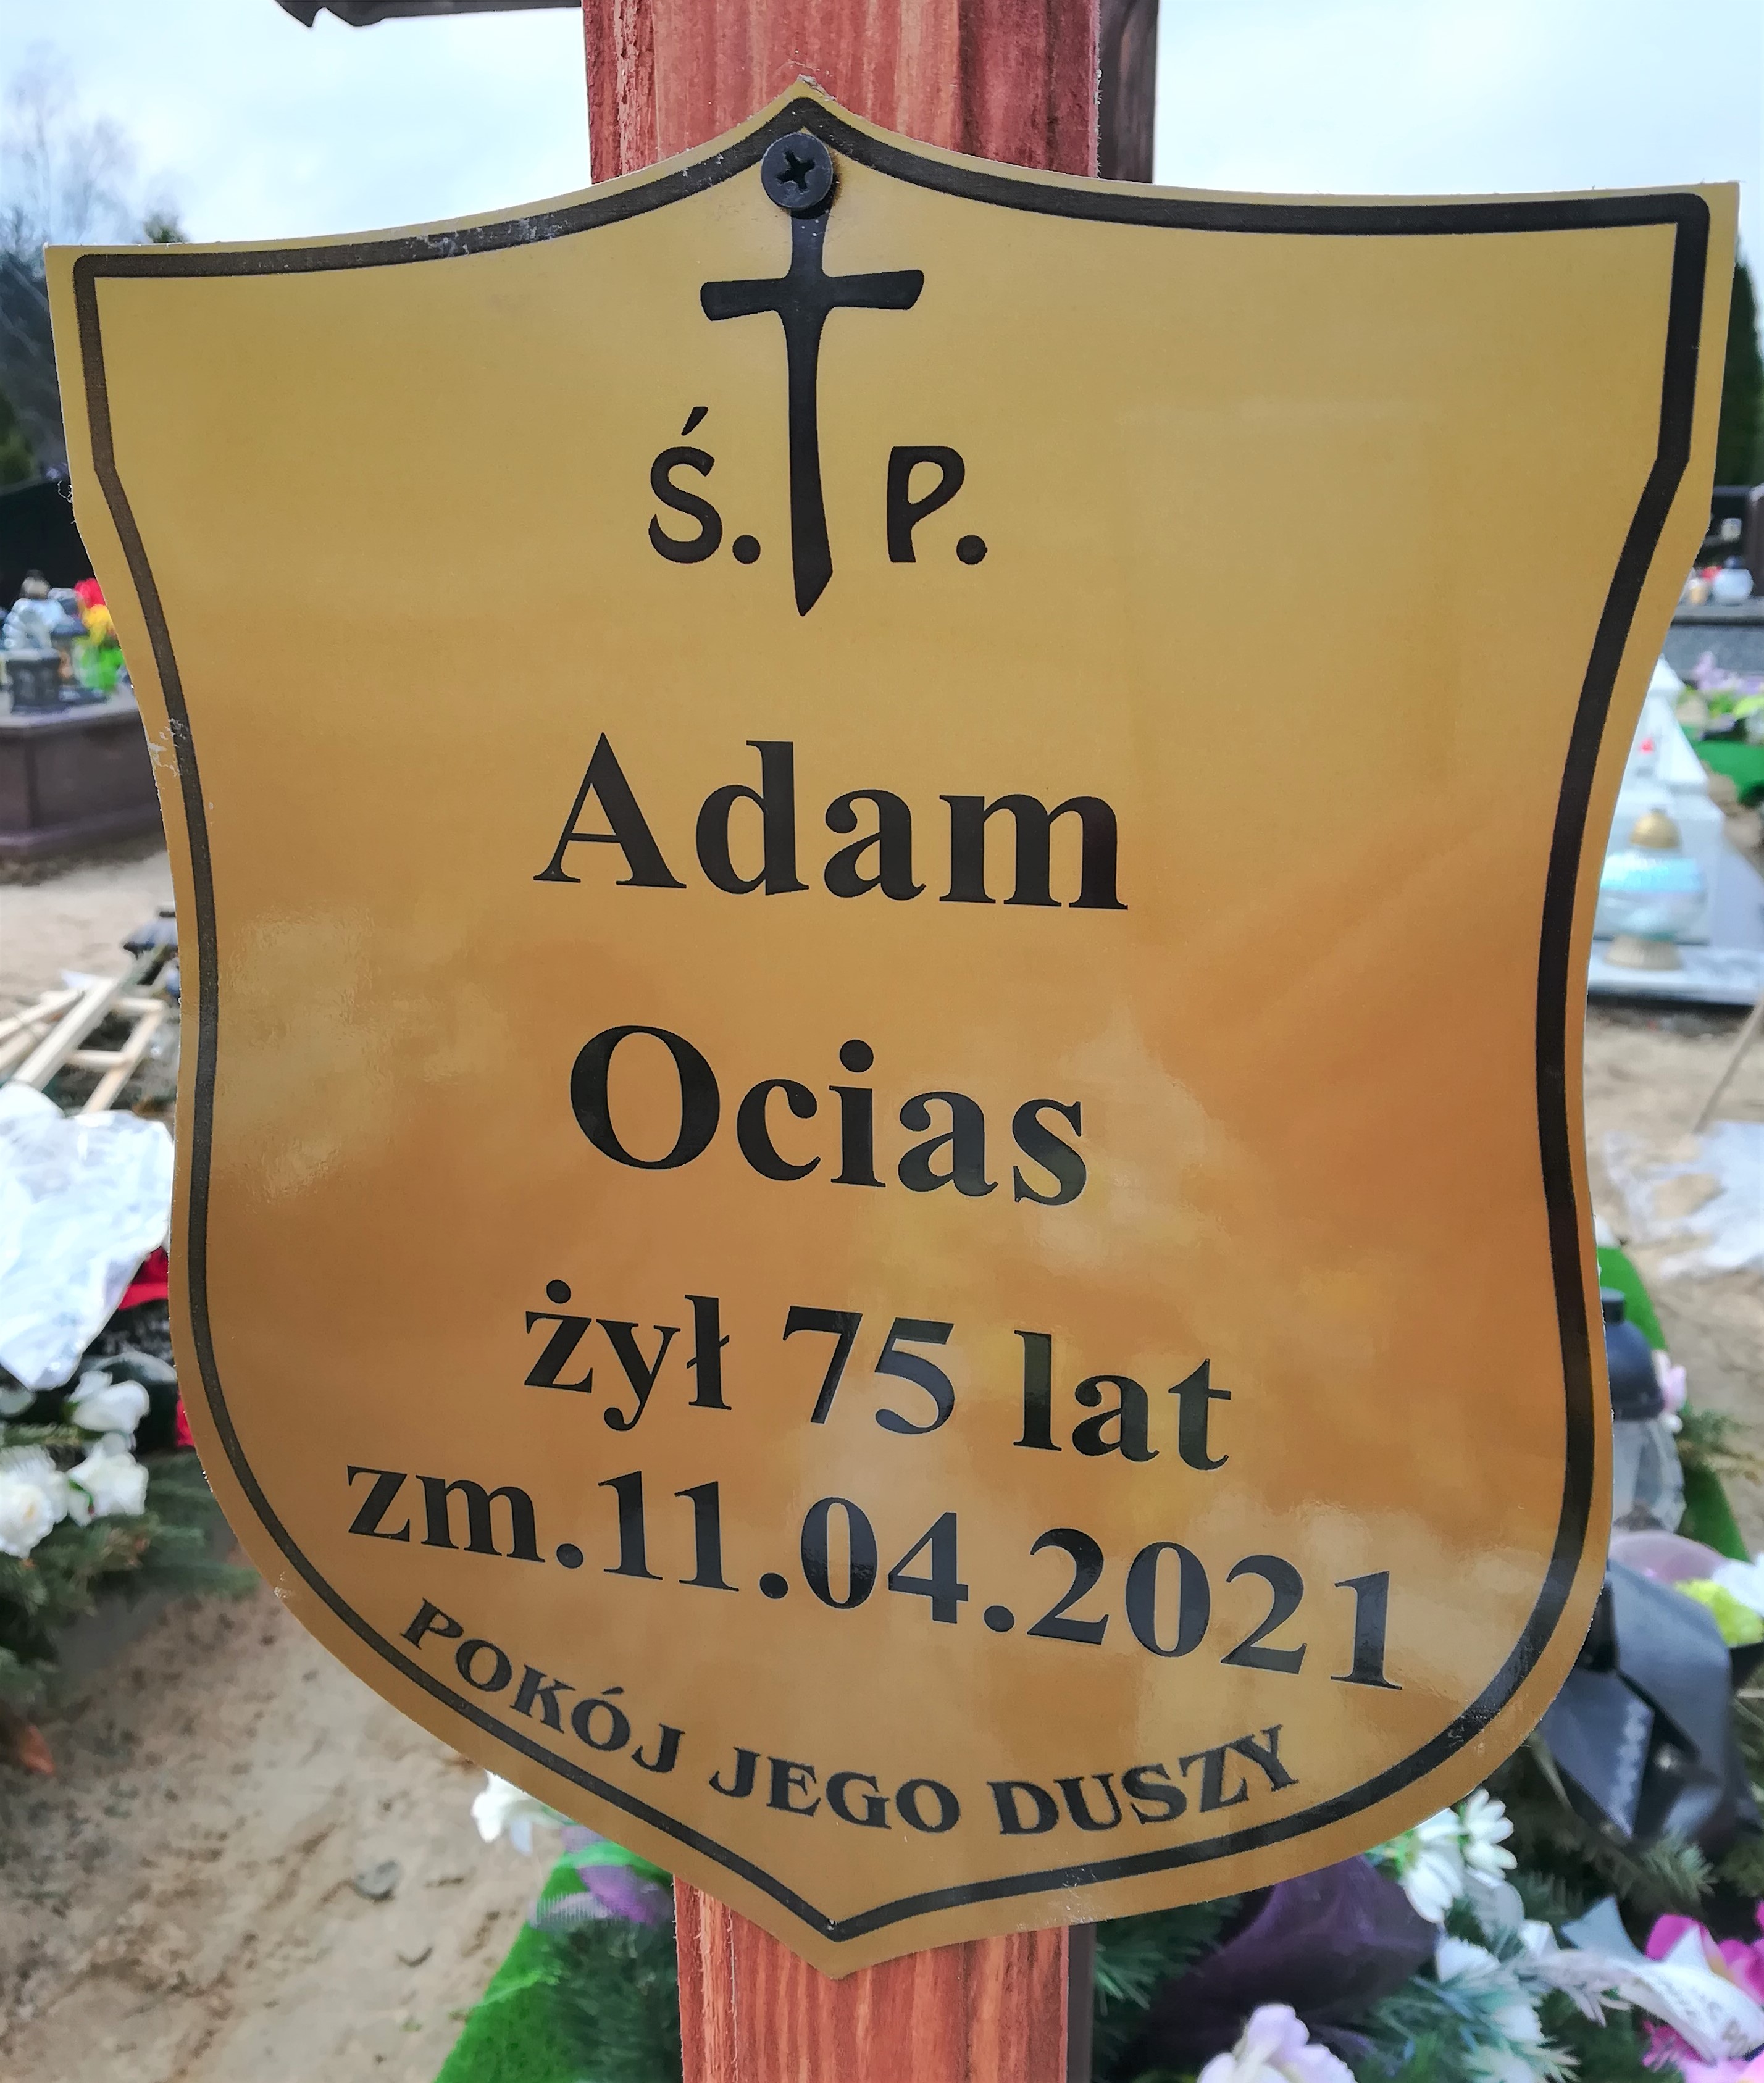 Ś. P.
Adam
Ocias
żył 75 lat
zm.11.04.2021
POKÓJ JEGO DUSZY